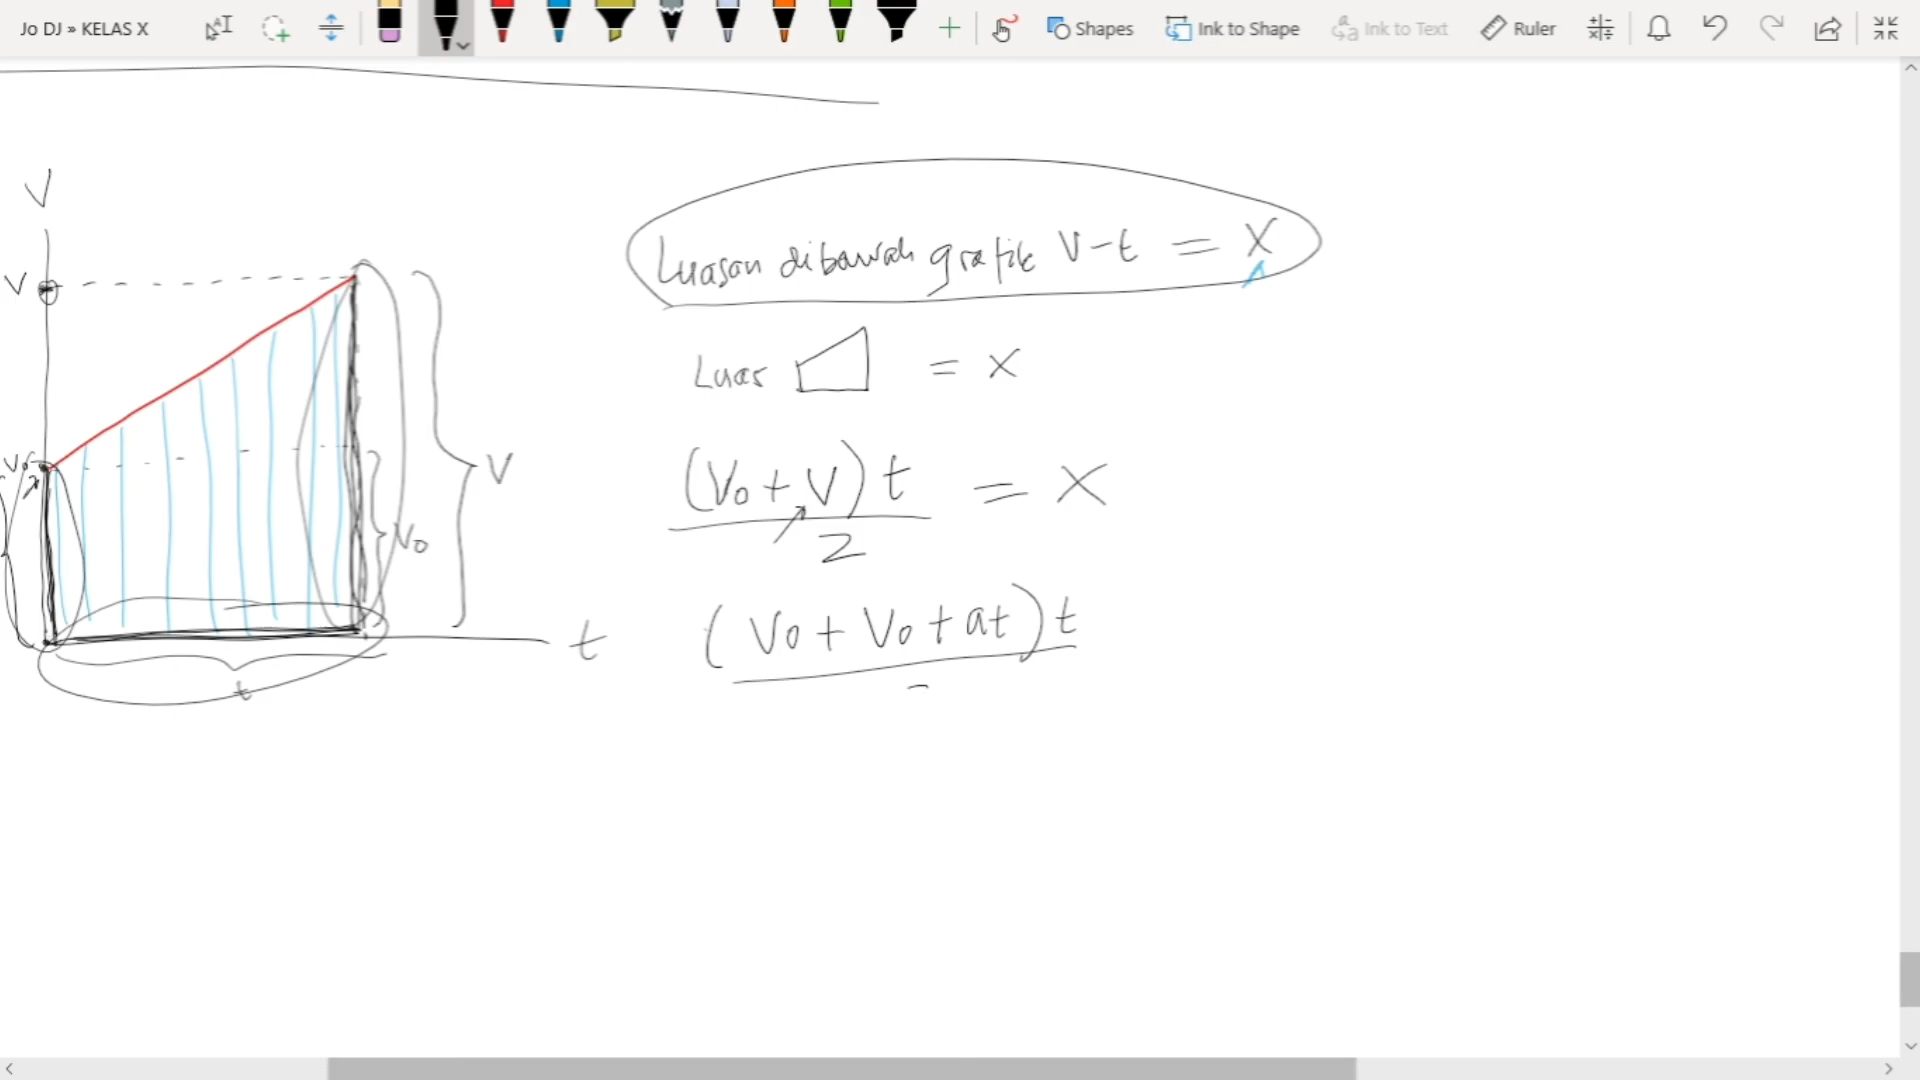 Jo DJ » KELAS X
Shapes
Ink to Shape
Ink to Text
Ruler
V
V
Vo
V
Vo
t
t
Luasan dibawah grafik V-t = X
Luas = X
(Vo + V) t = X
2
(Vo + Vo + at) t